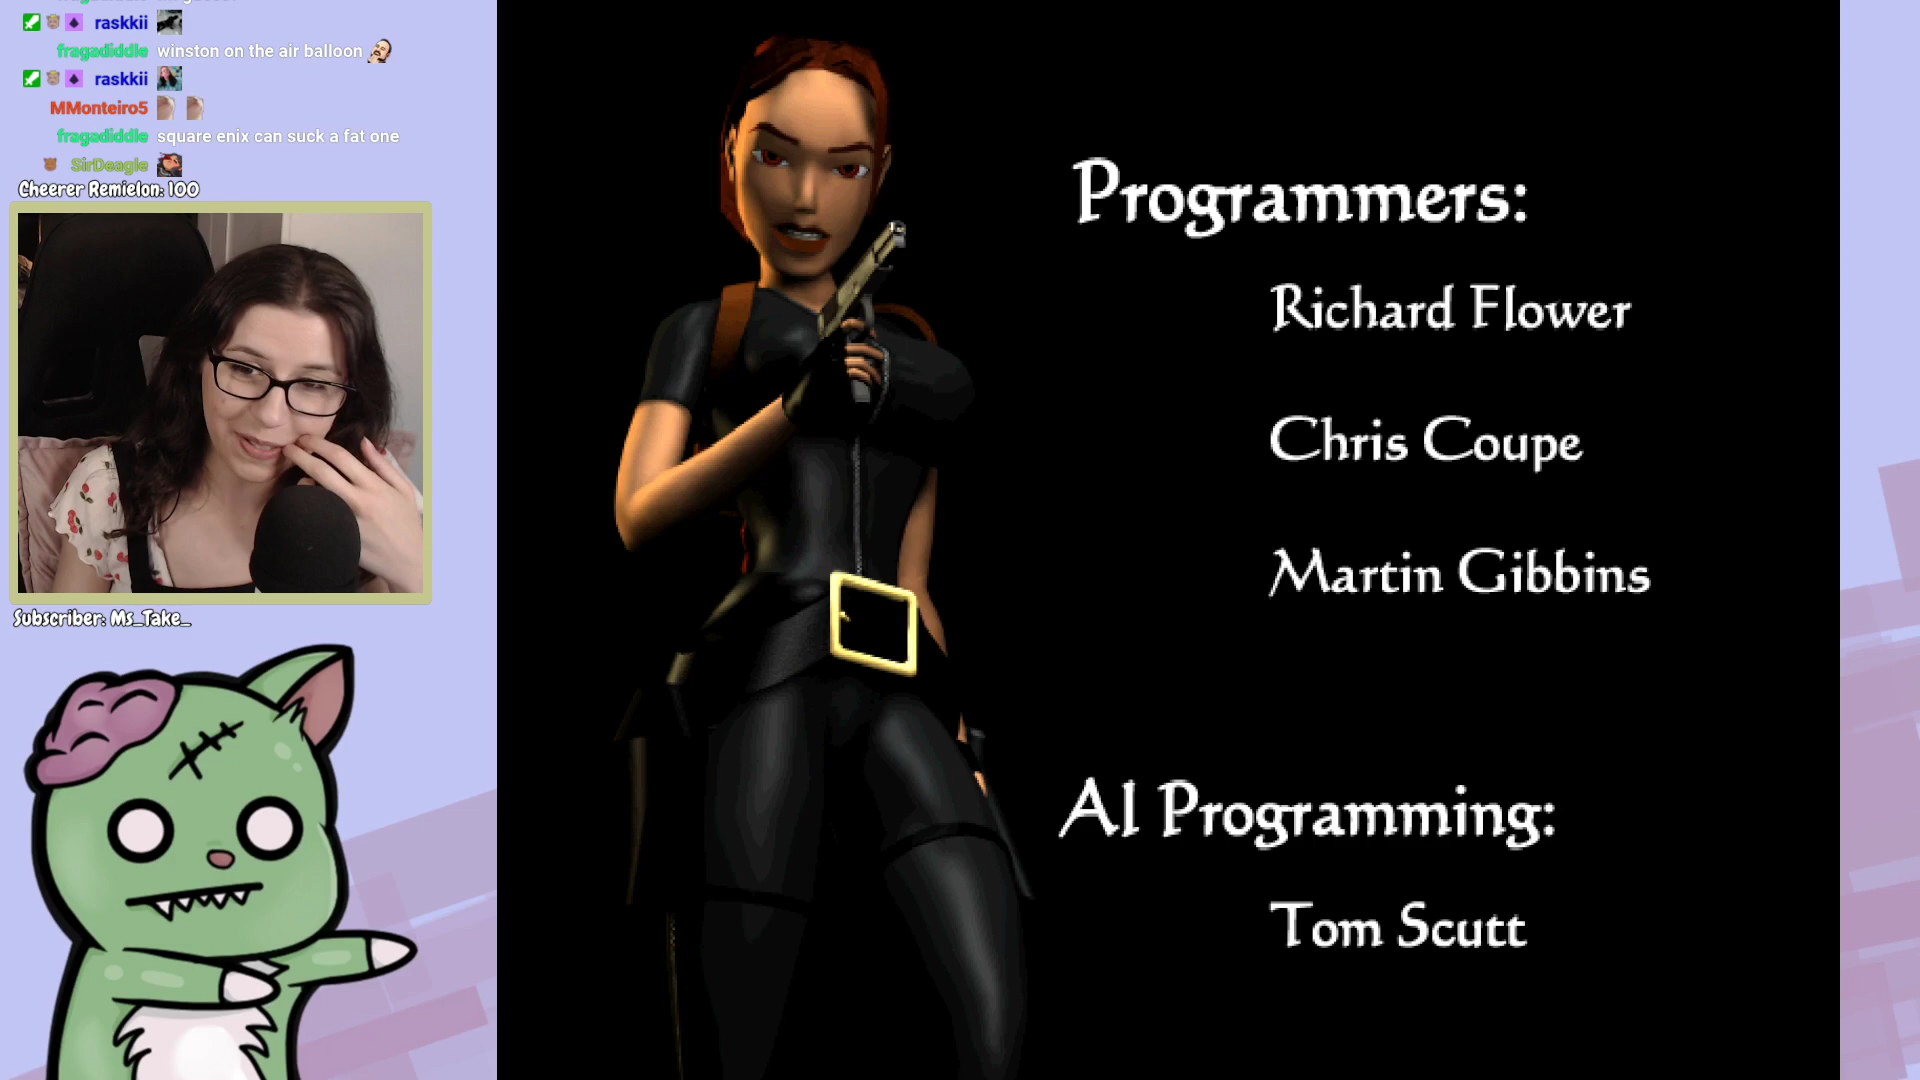 raskkii
fragadiddle winston on the air balloon
raskkii
MMonteiro5
fragadiddle square enix can suck a fat one
SirDeagle
Cheerer Remielon: 100
Subscriber: Ms_Take_
Programmers:
Richard Flower
Chris Coupe
Martin Gibbins
AI Programming:
Tom Scutt